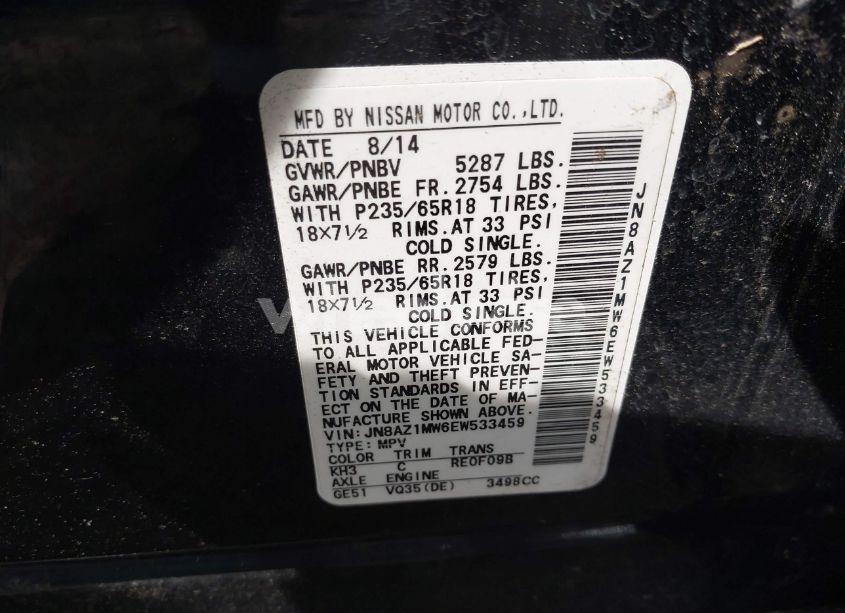 MFD BY NISSAN MOTOR CO.,LTD.
DATE 8/14
GVWR/PNBV 5287 LBS.
GAWR/PNBE FR. 2754 LBS.
WITH P235/65R18 TIRES,
18X7½ RIMS.AT 33 PSI
COLD SINGLE.
GAWR/PNBE RR. 2579 LBS.
WITH P235/65R18 TIRES,
18X7½ RIMS.AT 33 PSI
COLD SINGLE.
THIS VEHICLE CONFORMS
TO ALL APPLICABLE FED-
ERAL MOTOR VEHICLE SA-
FETY AND THEFT PREVEN-
TION STANDARDS IN EFF-
ECT ON THE DATE OF MA-
NUFACTURE SHOWN ABOVE.
VIN: JN8AZ1MW6EW533459
TYPE: MPV
COLOR TRIM TRANS
KH3 C RE0F09B
AXLE ENGINE
GE51 VQ35(DE) 3498CC
JN8AZ1MW6EW533459